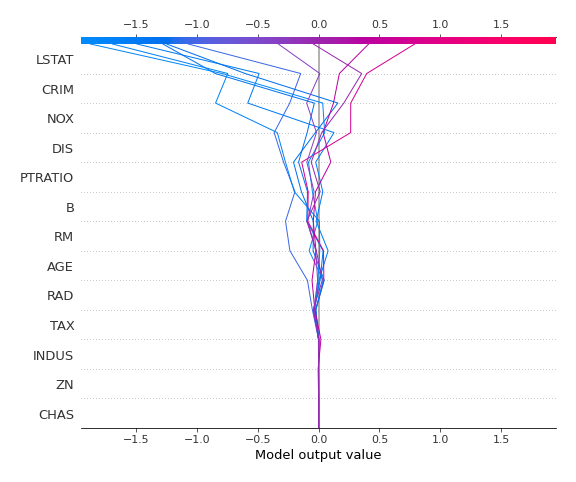 −1.5 −1.0 −0.5 0.0 0.5 1.0 1.5
LSTAT
CRIM
NOX
DIS
PTRATIO
B
RM
AGE
RAD
TAX
INDUS
ZN
CHAS
−1.5 −1.0 −0.5 0.0 0.5 1.0 1.5
Model output value